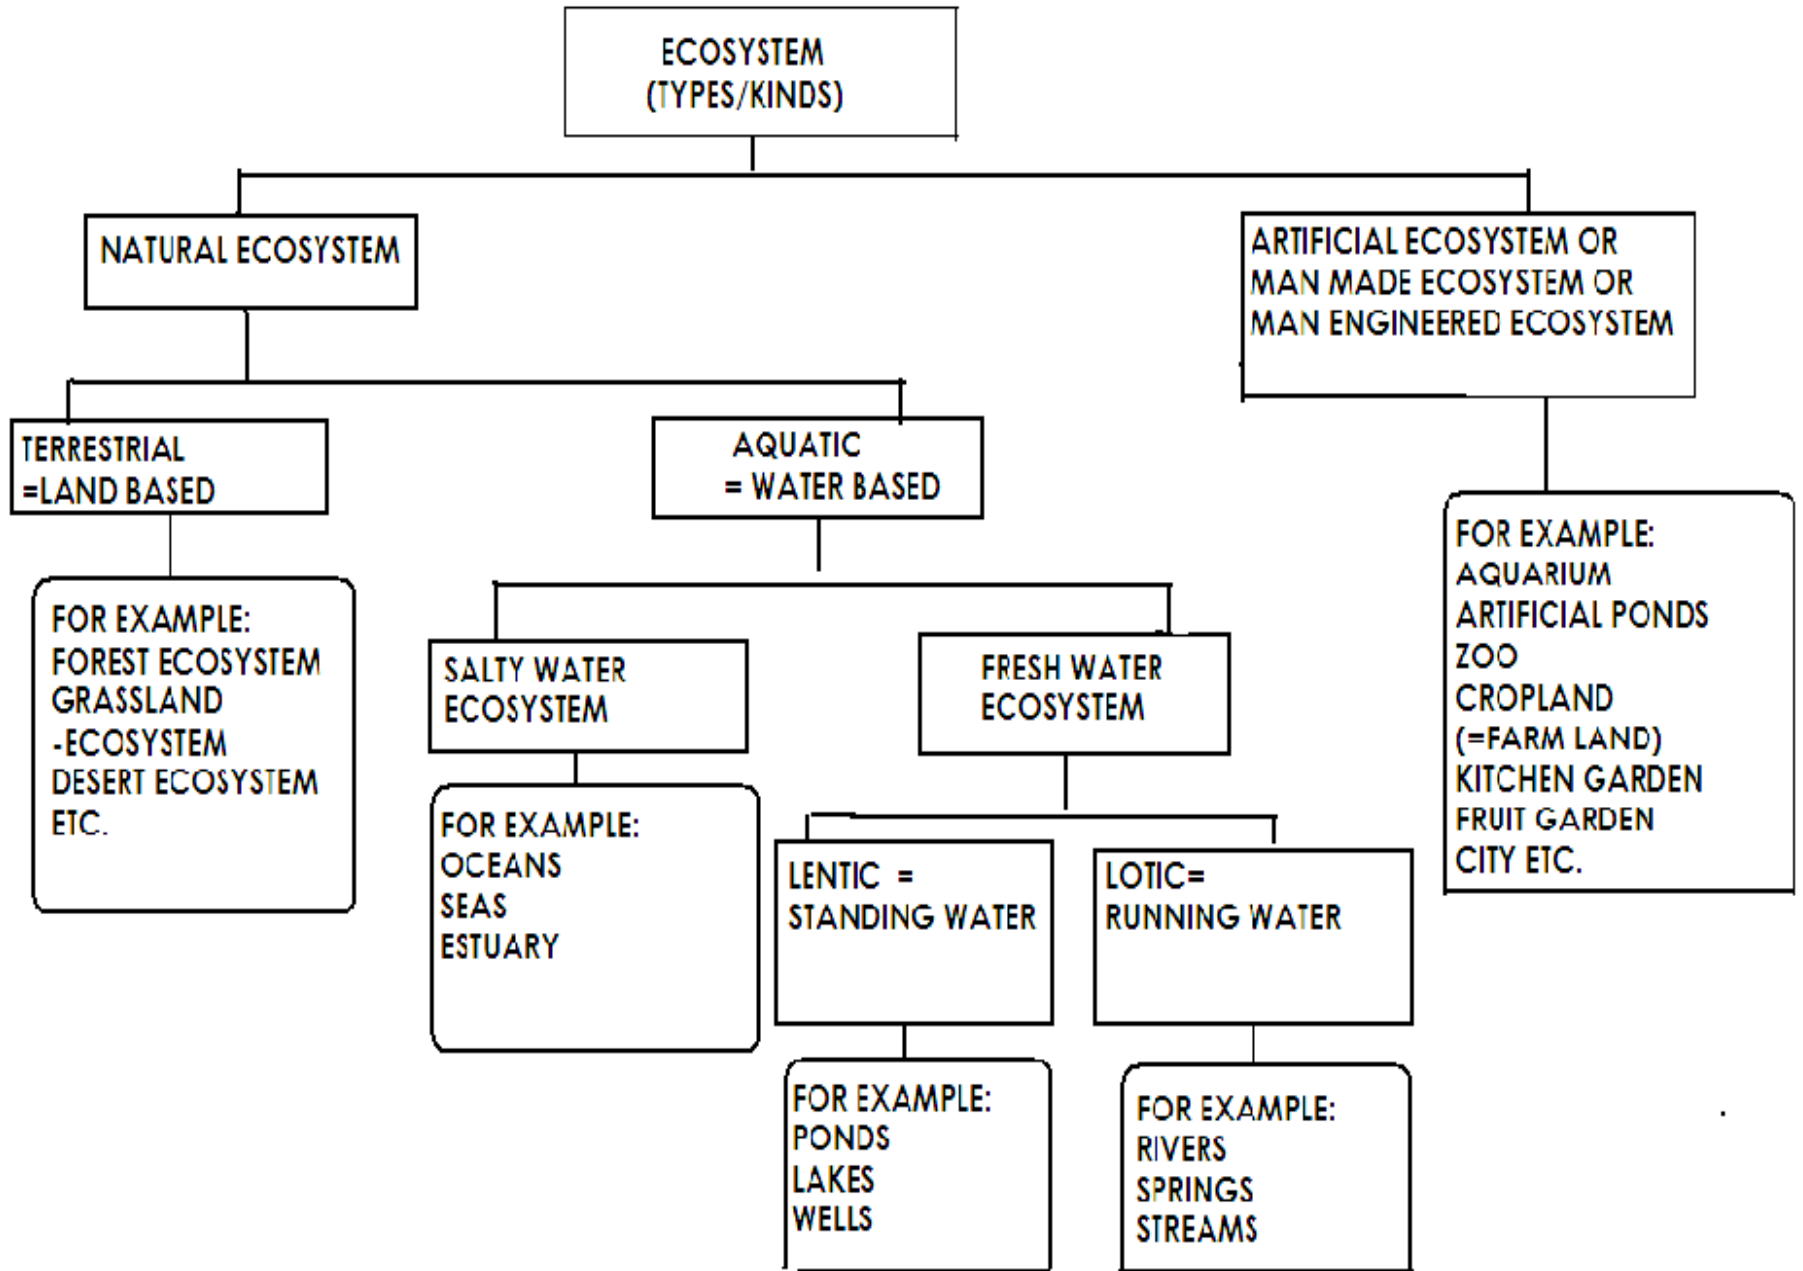 ECOSYSTEM
(TYPES/KINDS)
NATURAL ECOSYSTEM
ARTIFICIAL ECOSYSTEM OR
MAN MADE ECOSYSTEM OR
MAN ENGINEERED ECOSYSTEM
TERRESTRIAL
=LAND BASED
AQUATIC
= WATER BASED
FOR EXAMPLE:
FOREST ECOSYSTEM
GRASSLAND
-ECOSYSTEM
DESERT ECOSYSTEM
ETC.
SALTY WATER
ECOSYSTEM
FRESH WATER
ECOSYSTEM
FOR EXAMPLE:
AQUARIUM
ARTIFICIAL PONDS
ZOO
CROPLAND
(=FARM LAND)
KITCHEN GARDEN
FRUIT GARDEN
CITY ETC.
FOR EXAMPLE:
OCEANS
SEAS
ESTUARY
LENTIC =
STANDING WATER
LOTIC=
RUNNING WATER
FOR EXAMPLE:
PONDS
LAKES
WELLS
FOR EXAMPLE:
RIVERS
SPRINGS
STREAMS